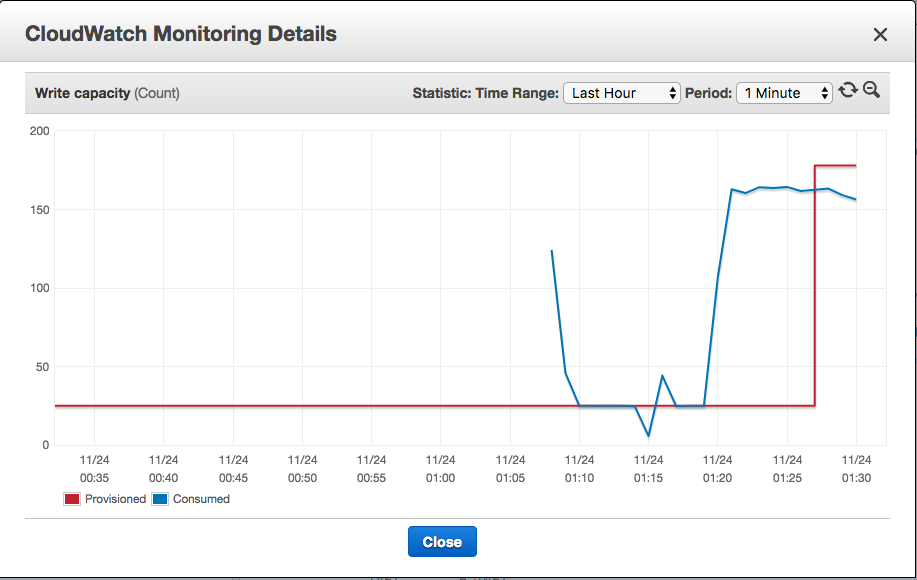 CloudWatch Monitoring Details
Write capacity (Count) Statistic: Time Range: Last Hour Period: 1 Minute
200
150
100
50
0
11/24 11/24 11/24 11/24 11/24 11/24 11/24 11/24 11/24 11/24 11/24 11/24
00:35 00:40 00:45 00:50 00:55 01:00 01:05 01:10 01:15 01:20 01:25 01:30
Provisioned Consumed
Close